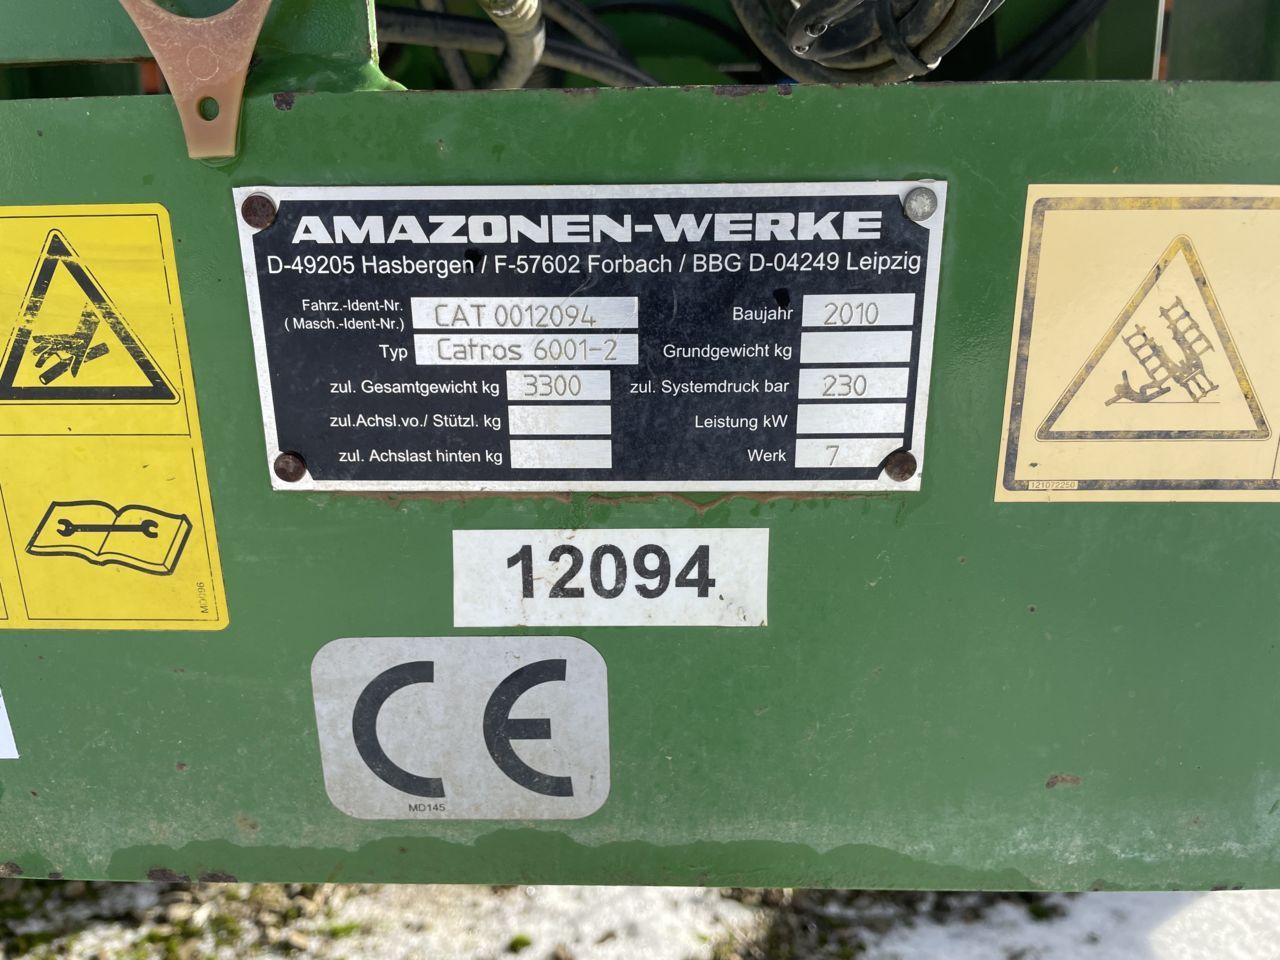 AMAZONEN-WERKE
D-49205 Hasbergen / F-57602 Forbach / BBG D-04249 Leipzig
Fahrz.-Ident-Nr.
( Masch.-Ident-Nr.) CAT 0012094
Baujahr 2010
Typ Catros 6001-2
Grundgewicht kg
zul. Gesamtgewicht kg 3300
zul. Systemdruck bar 230
zul.Achsl.vo./ Stützl. kg
Leistung kW
zul. Achslast hinten kg
Werk 7
121072250
12094
MD096
CE
MD145